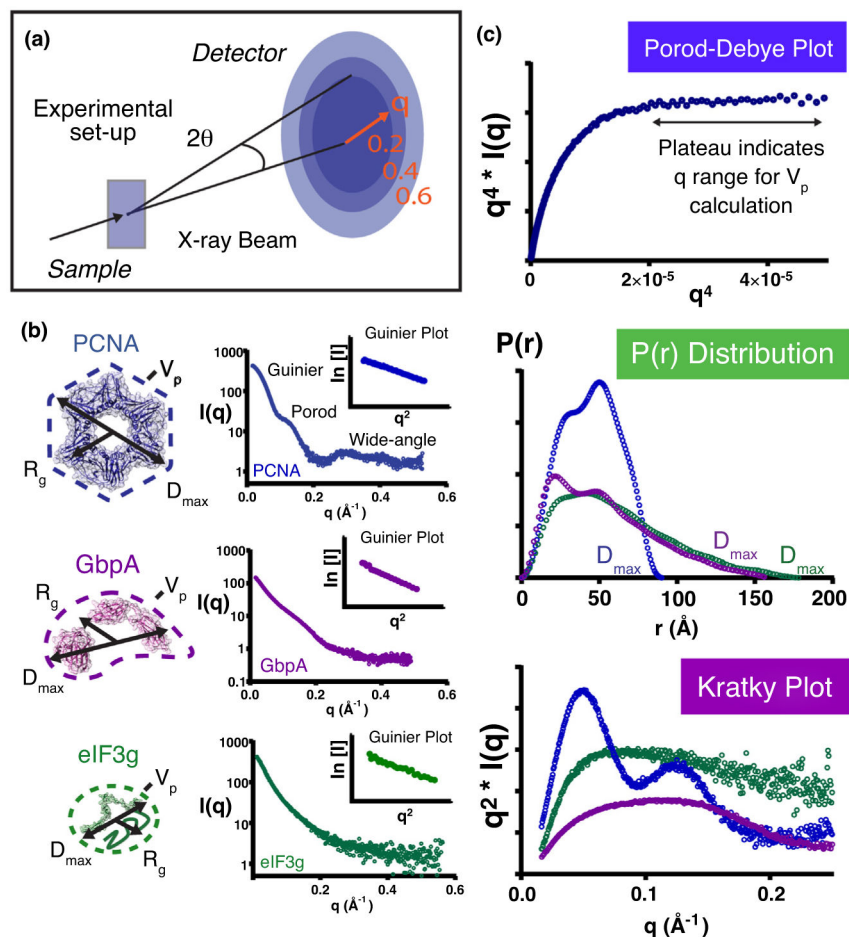 (a)
Detector
Experimental
set-up
2θ
q
0.2
0.4
0.6
X-ray Beam
Sample
(b)
PCNA
Vp
Rg
Dmax
1000
100
10
1
I(q)
Guinier
Porod
Wide-angle
PCNA
0.0
0.2
0.4
0.6
q (Å-1)
Guinier Plot
ln [I]
q2
GbpA
Rg
Vp
Dmax
1000
100
10
1
0.1
I(q)
GbpA
0.0
0.2
0.4
0.6
q (Å-1)
Guinier Plot
ln [I]
q2
eIF3g
Vp
Dmax
Rg
1000
100
10
1
I(q)
eIF3g
0.2
0.4
0.6
q (Å-1)
Guinier Plot
ln [I]
q2
(c)
Porod-Debye Plot
q4 * I(q)
Plateau indicates
q range for Vp
calculation
0
2×10-5
4×10-5
q4
P(r)
P(r) Distribution
Dmax
Dmax
Dmax
0
50
100
150
200
r (Å)
Kratky Plot
q2 * I(q)
0.0
0.1
0.2
q (Å-1)